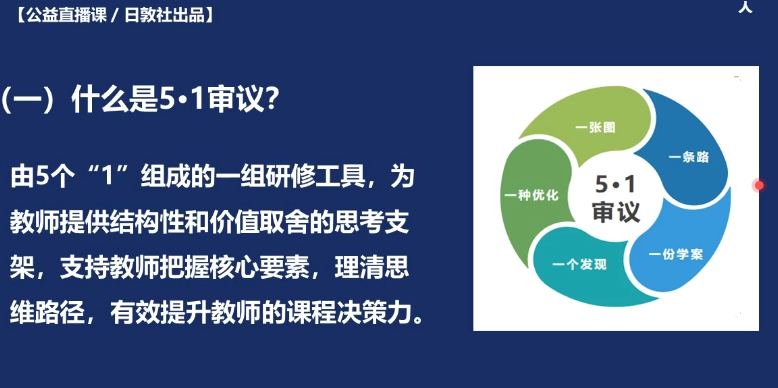 【公益直播课 / 日敦社出品】
人
(一）什么是5•1审议？
由5个“1”组成的一组研修工具，为
教师提供结构性和价值取舍的思考支
架，支持教师把握核心要素，理清思
维路径，有效提升教师的课程决策力。
一张图
一条路
一份学案
一个发现
一种优化
5•1
审议